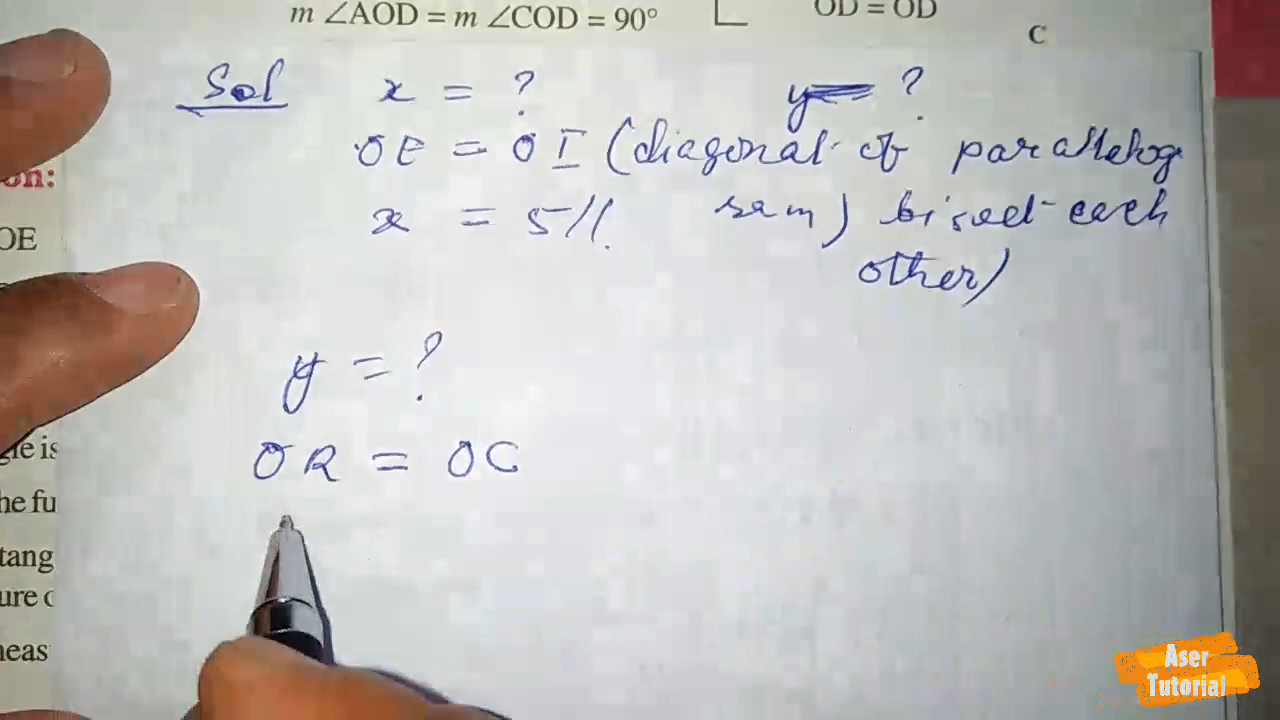 m ∠AOD = m ∠COD = 90°
OD = OD
C
Sol x = ? y = ?
OE = OI (diagonal of parallelog
x = 5//. ram) bisect each
other)
on:
OE
y = ?
OR = OC
gle is
he fu
tang
ure o
neas
Aser
Tutorial